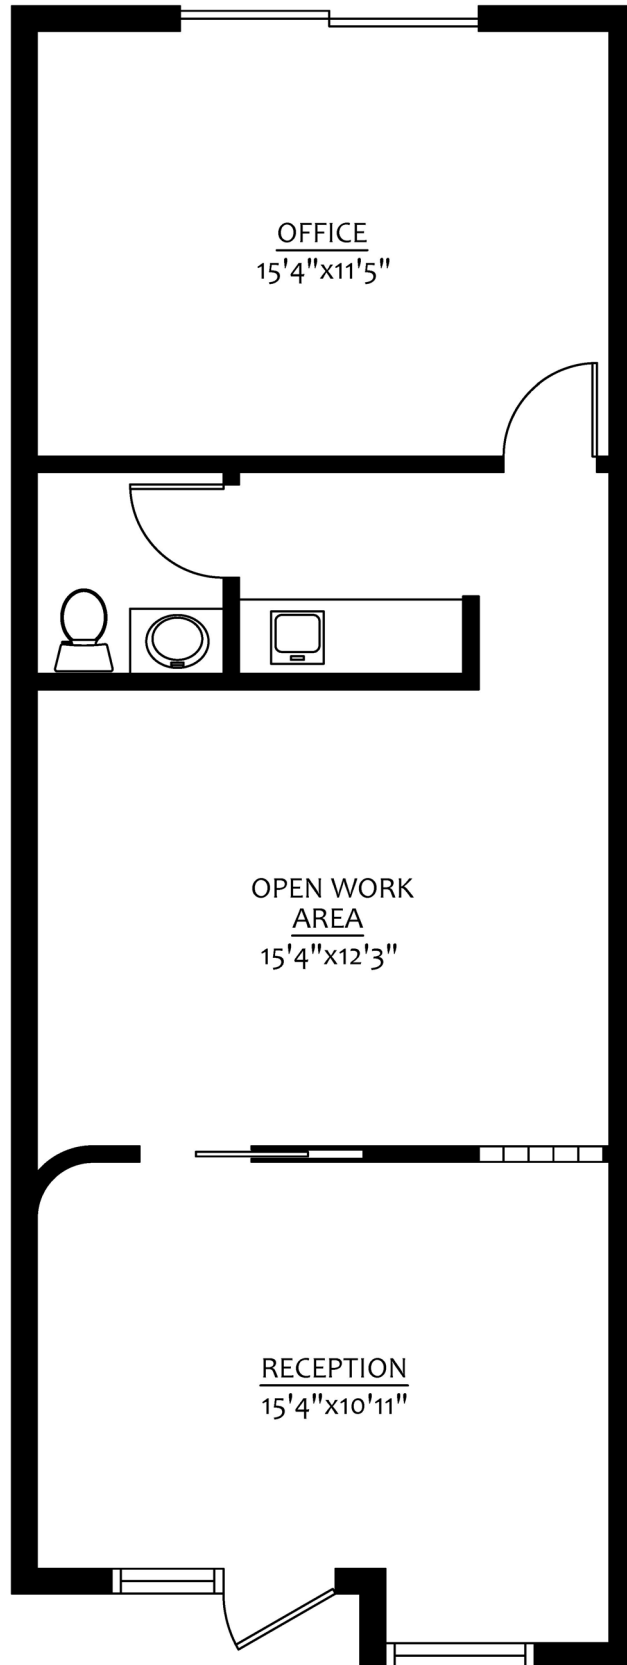 OFFICE
15'4"x11'5"
OPEN WORK
AREA
15'4"x12'3"
RECEPTION
15'4"x10'11"